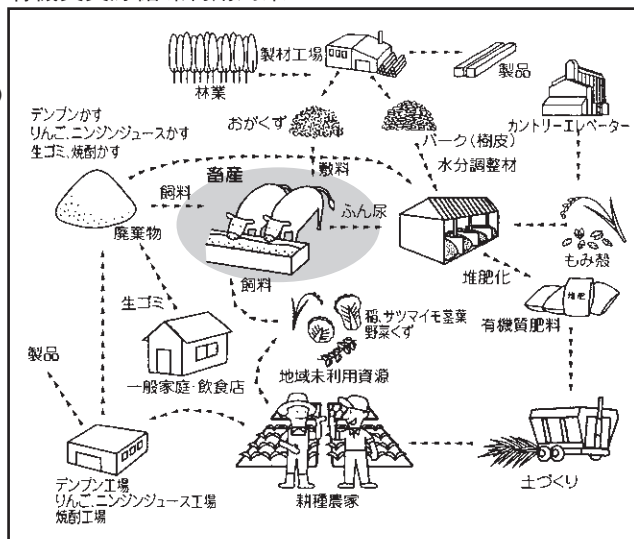 製材工場
製品
林業
デンプンかす
りんご、ニンジンジュースかす
生ゴミ、焼酎かす
おがくず
バーク(樹皮)
カントリーエレベーター
水分調整材
畜産
敷料
飼料
ふん尿
廃棄物
もみ殻
堆肥化
飼料
堆肥
生ゴミ
稲、サツマイモ茎葉
野菜くず
有機質肥料
製品
一般家庭・飲食店
地域未利用資源
デンプン工場
りんご、ニンジンジュース工場
焼酎工場
耕種農家
土づくり